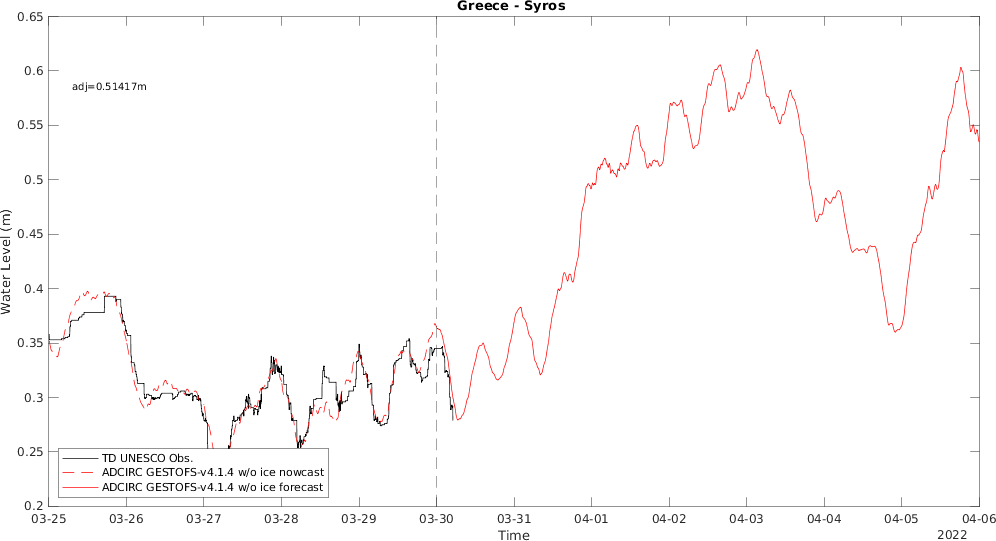 Greece - Syros
0.65
0.6
adj=0.51417m
0.55
0.5
0.45
0.4
0.35
0.3
0.25
0.2
Water Level (m)
TD UNESCO Obs.
ADCIRC GESTOFS-v4.1.4 w/o ice nowcast
ADCIRC GESTOFS-v4.1.4 w/o ice forecast
03-25 03-26 03-27 03-28 03-29 03-30 03-31 04-01 04-02 04-03 04-04 04-05 04-06
Time
2022